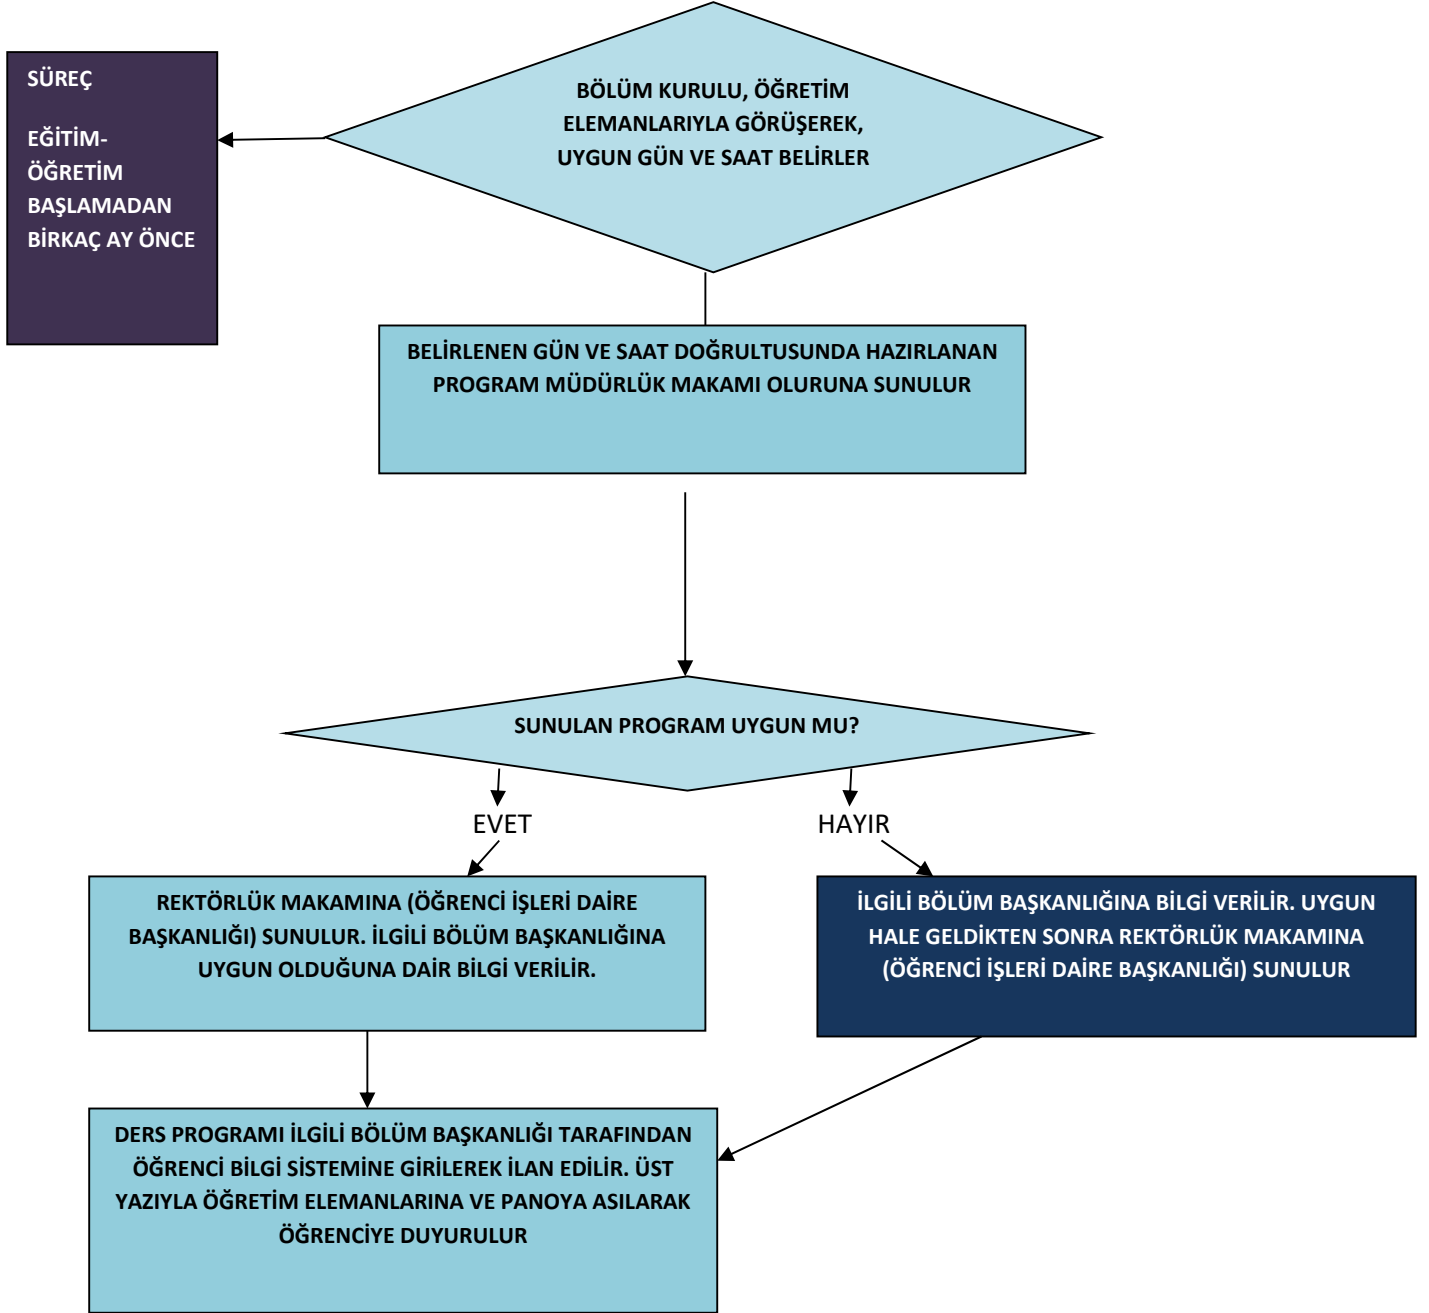 SÜREÇ
EĞİTİM-
ÖĞRETİM
BAŞLAMADAN
BİRKAÇ AY ÖNCE
BÖLÜM KURULU, ÖĞRETİM
ELEMANLARIYLA GÖRÜŞEREK,
UYGUN GÜN VE SAAT BELİRLER
BELİRLENEN GÜN VE SAAT DOĞRULTUSUNDA HAZIRLANAN
PROGRAM MÜDÜRLÜK MAKAMI OLURUNA SUNULUR
SUNULAN PROGRAM UYGUN MU?
EVET
HAYIR
REKTÖRLÜK MAKAMINA (ÖĞRENCİ İŞLERİ DAİRE
BAŞKANLIĞI) SUNULUR. İLGİLİ BÖLÜM BAŞKANLIĞINA
UYGUN OLDUĞUNA DAİR BİLGİ VERİLİR.
İLGİLİ BÖLÜM BAŞKANLIĞINA BİLGİ VERİLİR. UYGUN
HALE GELDİKTEN SONRA REKTÖRLÜK MAKAMINA
(ÖĞRENCİ İŞLERİ DAİRE BAŞKANLIĞI) SUNULUR
DERS PROGRAMI İLGİLİ BÖLÜM BAŞKANLIĞI TARAFINDAN
ÖĞRENCİ BİLGİ SİSTEMİNE GİRİLEREK İLAN EDİLİR. ÜST
YAZIYLA ÖĞRETİM ELEMANLARINA VE PANOYA ASILARAK
ÖĞRENCİYE DUYURULUR